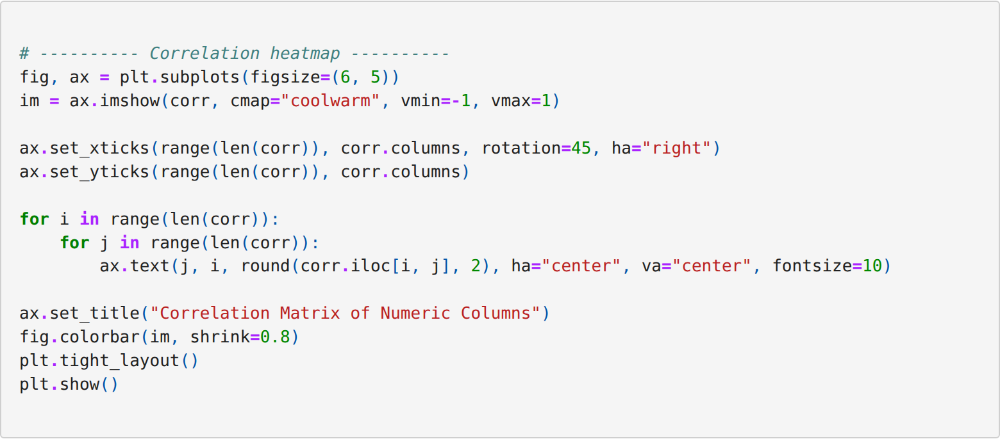 # ---------- Correlation heatmap ----------
fig, ax = plt.subplots(figsize=(6, 5))
im = ax.imshow(corr, cmap="coolwarm", vmin=-1, vmax=1)

ax.set_xticks(range(len(corr)), corr.columns, rotation=45, ha="right")
ax.set_yticks(range(len(corr)), corr.columns)

for i in range(len(corr)):
    for j in range(len(corr)):
        ax.text(j, i, round(corr.iloc[i, j], 2), ha="center", va="center", fontsize=10)

ax.set_title("Correlation Matrix of Numeric Columns")
fig.colorbar(im, shrink=0.8)
plt.tight_layout()
plt.show()